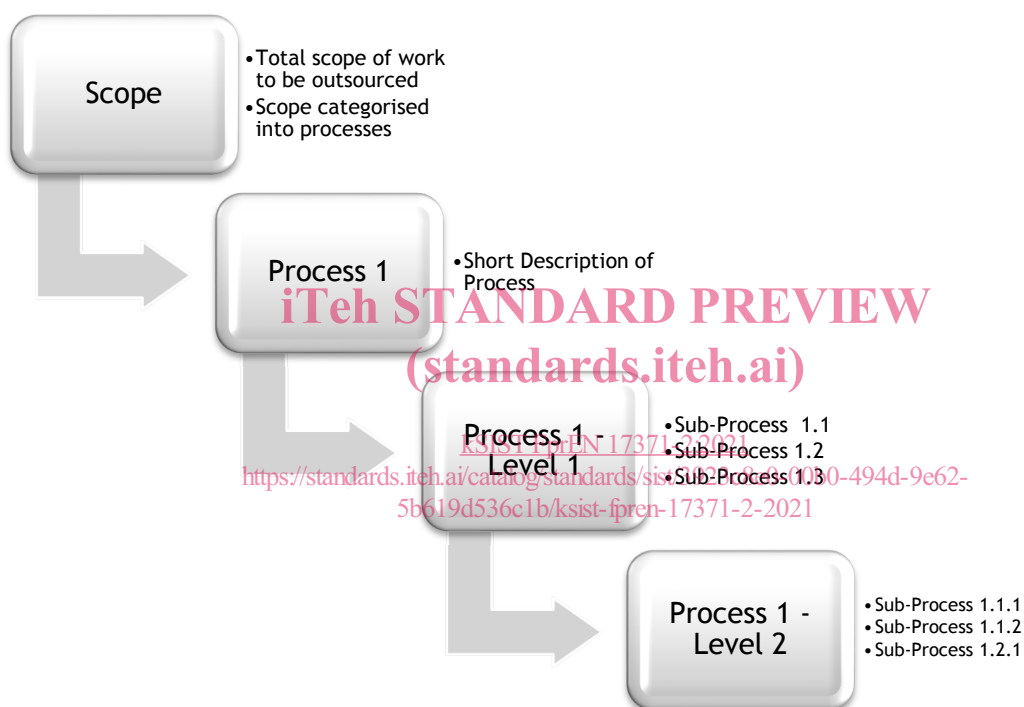 Scope
•Total scope of work
to be outsourced
•Scope categorised
into processes
Process 1
•Short Description of
Process
iTeh STANDARD PREVIEW
(standards.iteh.ai)
Process 1 -
Level 1
•Sub-Process 1.1
•Sub-Process 1.2
•Sub-Process 1.3
kSIST FprEN 17371-2:2021
https://standards.iteh.ai/catalog/standards/sist/
494d-9e62-
5b619d536c1b/ksist-fpren-17371-2-2021
Process 1 -
Level 2
•Sub-Process 1.1.1
•Sub-Process 1.1.2
•Sub-Process 1.2.1